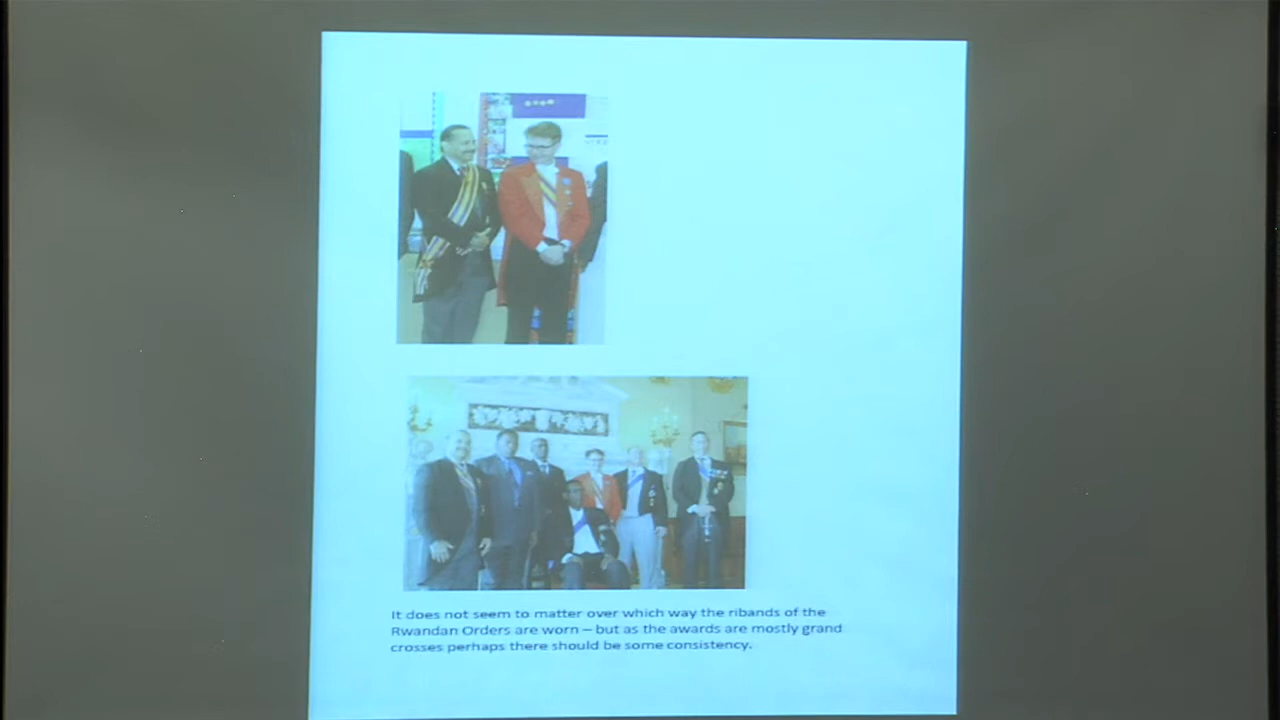 It does not seem to matter over which way the ribands of the
Rwandan Orders are worn – but as the awards are mostly grand
crosses perhaps there should be some consistency.